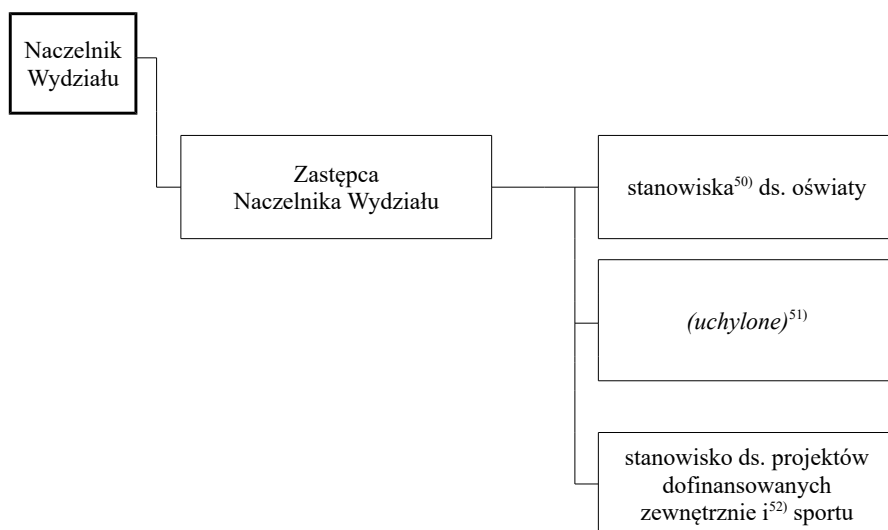 Naczelnik
Wydziału
Zastępca
Naczelnika Wydziału
stanowiska50) ds. oświaty
(uchylone)51)
stanowisko ds. projektów
dofinansowanych
zewnętrznie i52) sportu